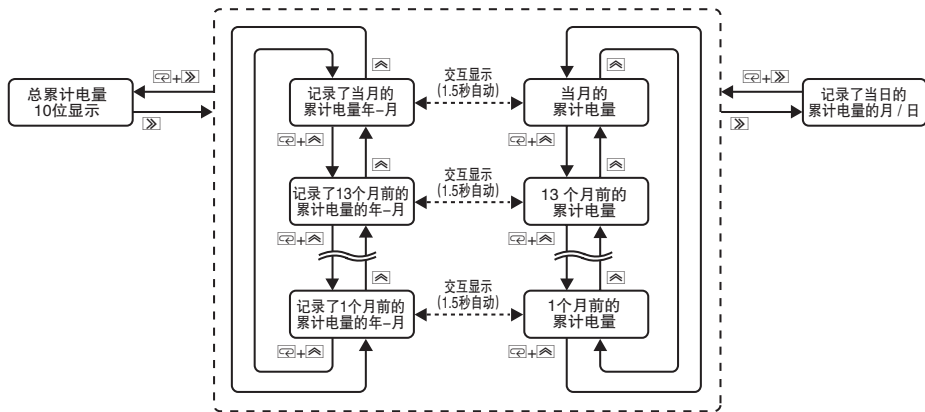 总累计电量
10位显示
+
记录了当月的
累计电量年–月
交互显示
(1.5秒自动)
当月的
累计电量
+
记录了当日的
累计电量的月 / 日
+
+
记录了13个月前的
累计电量的年–月
交互显示
(1.5秒自动)
13 个月前的
累计电量
+
+
记录了1个月前的
累计电量的年–月
交互显示
(1.5秒自动)
1个月前的
累计电量
+
+